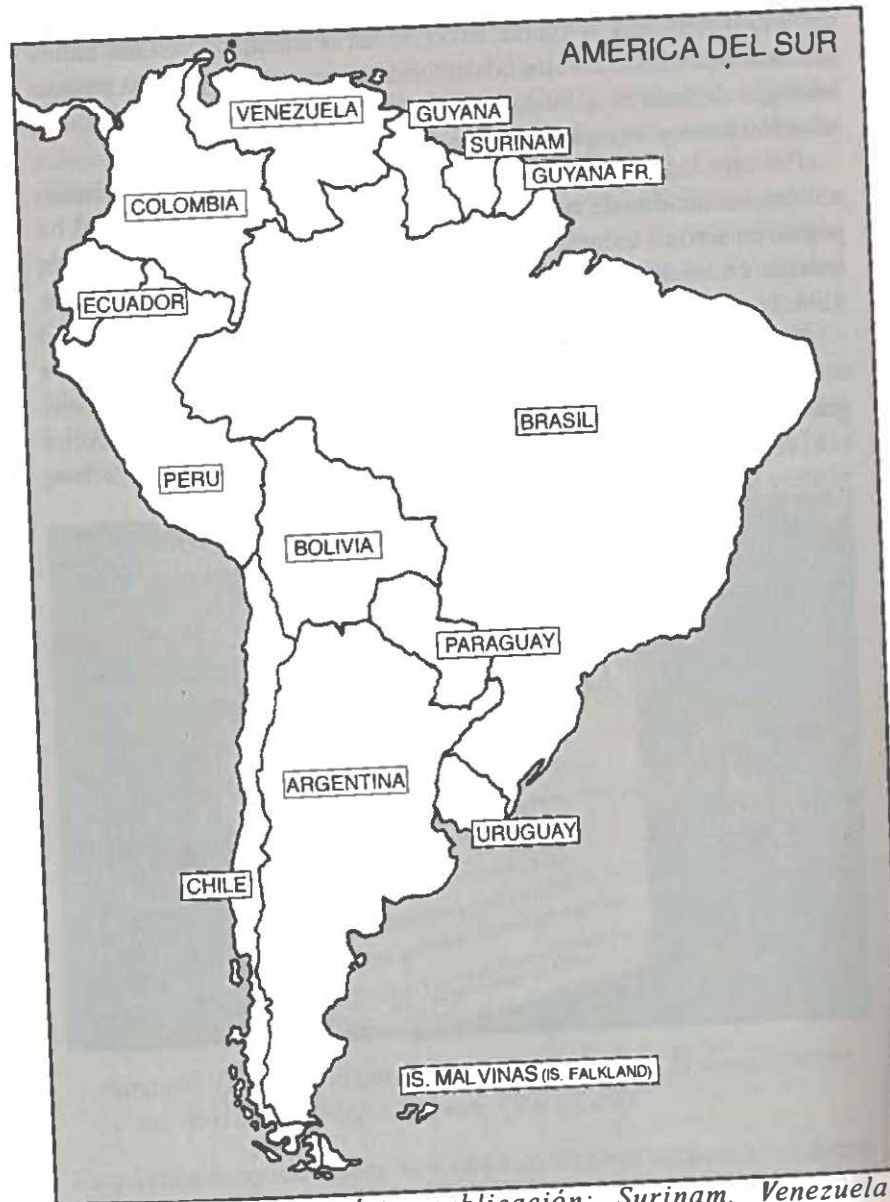 AMERICA DEL SUR
VENEZUELA
GUYANA
SURINAM
GUYANA FR.
COLOMBIA
ECUADOR
BRASIL
PERU
BOLIVIA
PARAGUAY
ARGENTINA
URUGUAY
CHILE
IS. MALVINAS (IS. FALKLAND)
publicación: Surinam, Venezuela